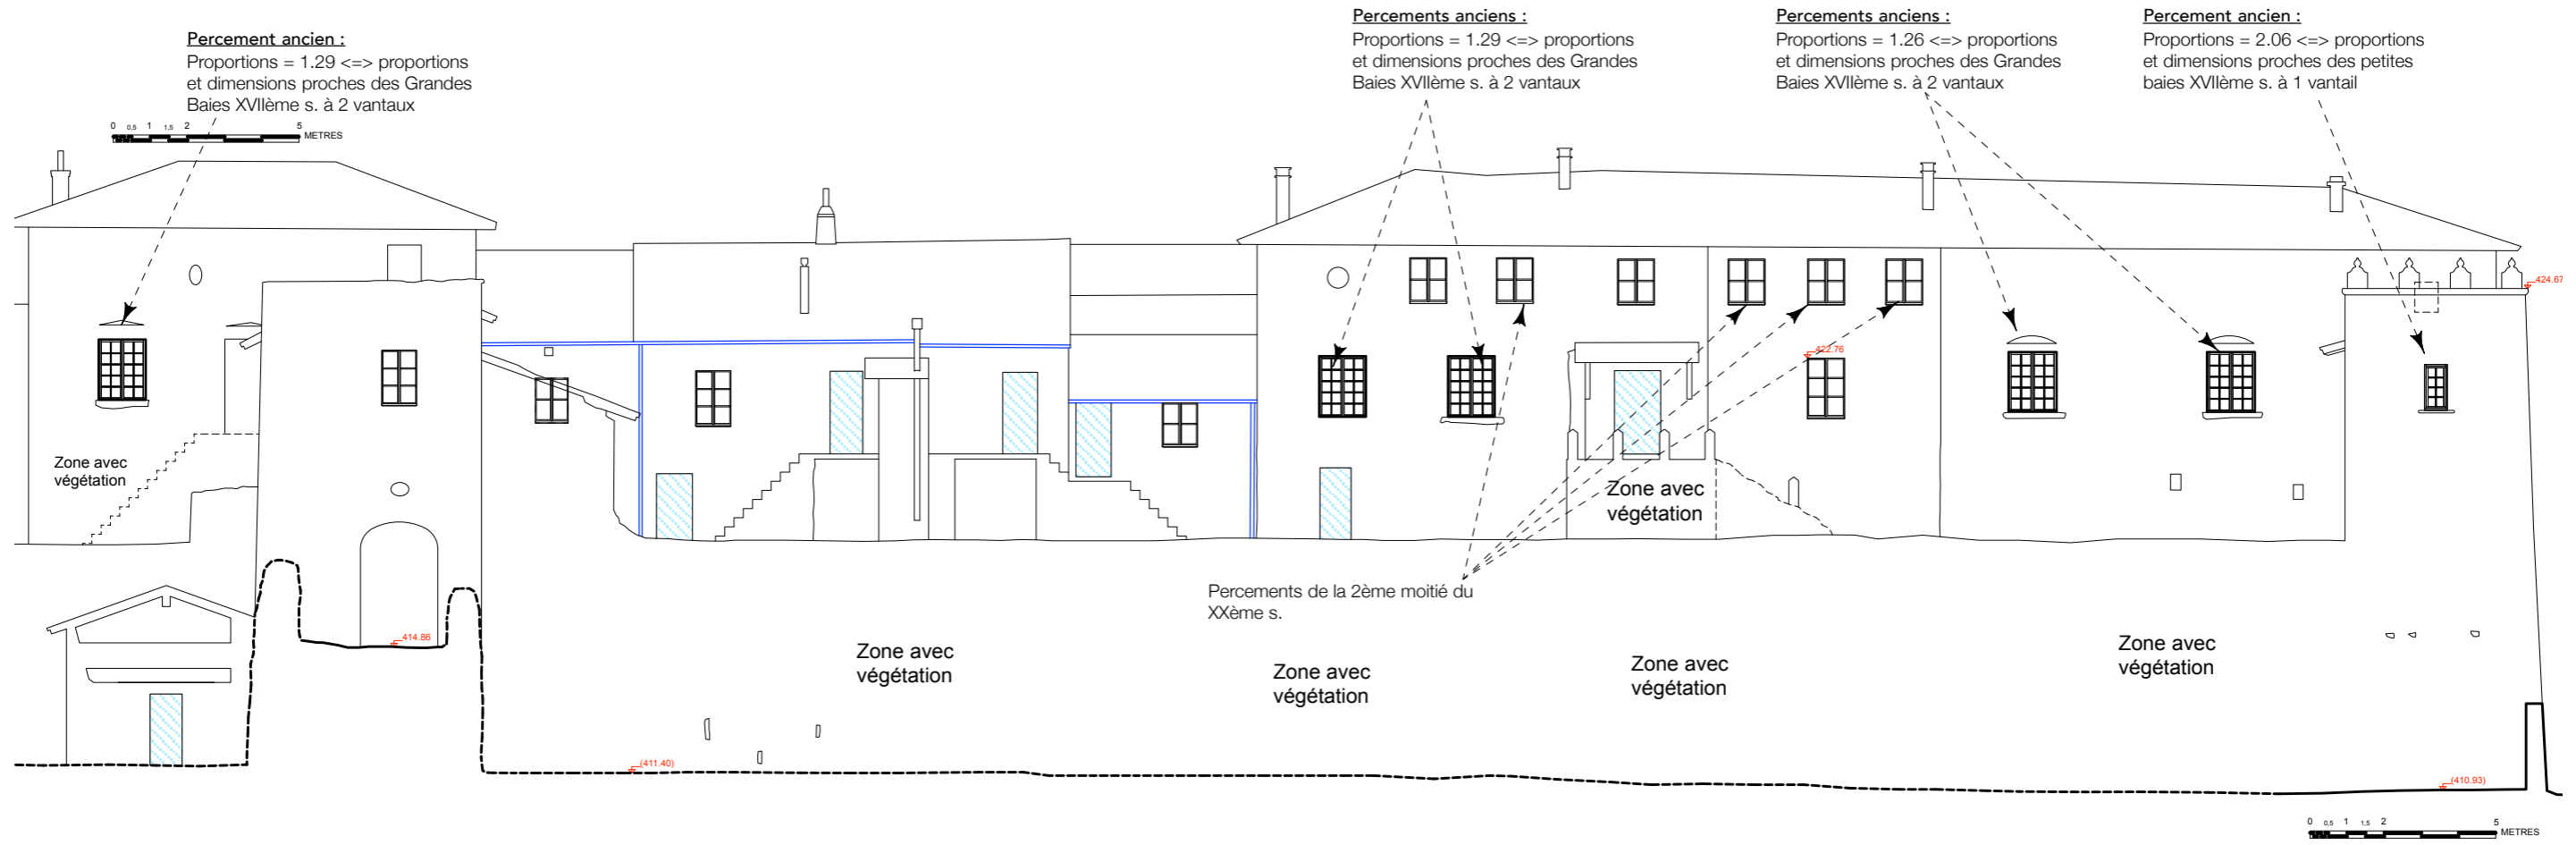 Percement ancien :
Proportions = 1.29 <=> proportions
et dimensions proches des Grandes
Baies XVIIème s. à 2 vantaux
Percements anciens :
Proportions = 1.29 <=> proportions
et dimensions proches des Grandes
Baies XVIIème s. à 2 vantaux
Percements anciens :
Proportions = 1.26 <=> proportions
et dimensions proches des Grandes
Baies XVIIème s. à 2 vantaux
Percement ancien :
Proportions = 2.06 <=> proportions
et dimensions proches des petites
baies XVIIème s. à 1 vantail
0 0,5 1 1,5 2 5 METRES
424.67
422.76
Zone avec
végétation
Zone avec
végétation
Percements de la 2ème moitié du
XXème s.
414.86
Zone avec
végétation
Zone avec
végétation
Zone avec
végétation
Zone avec
végétation
(411.40)
(410.93)
0 0,5 1 1,5 2 5 METRES